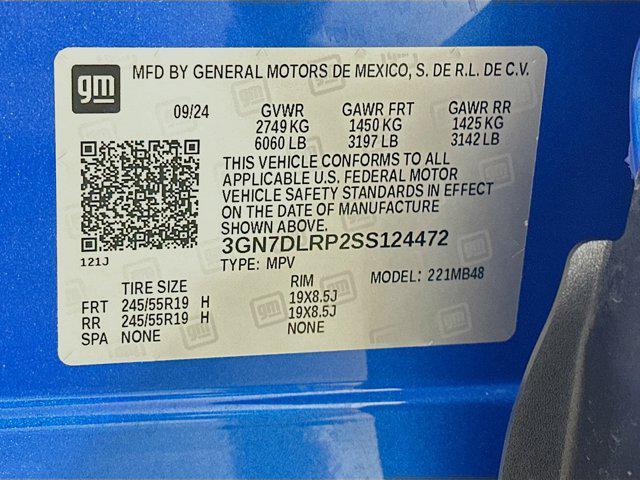 gm MFD BY GENERAL MOTORS DE MEXICO, S. DE R.L. DE C.V.
09/24 GVWR GAWR FRT GAWR RR
2749 KG 1450 KG 1425 KG
6060 LB 3197 LB 3142 LB
THIS VEHICLE CONFORMS TO ALL
APPLICABLE U.S. FEDERAL MOTOR
VEHICLE SAFETY STANDARDS IN EFFECT
ON THE DATE OF MANUFACTURE
SHOWN ABOVE.
3GN7DLRP2SS124472
121J TYPE: MPV MODEL: 221MB48
TIRE SIZE RIM
FRT 245/55R19 H 19X8.5J
RR 245/55R19 H 19X8.5J
SPA NONE NONE